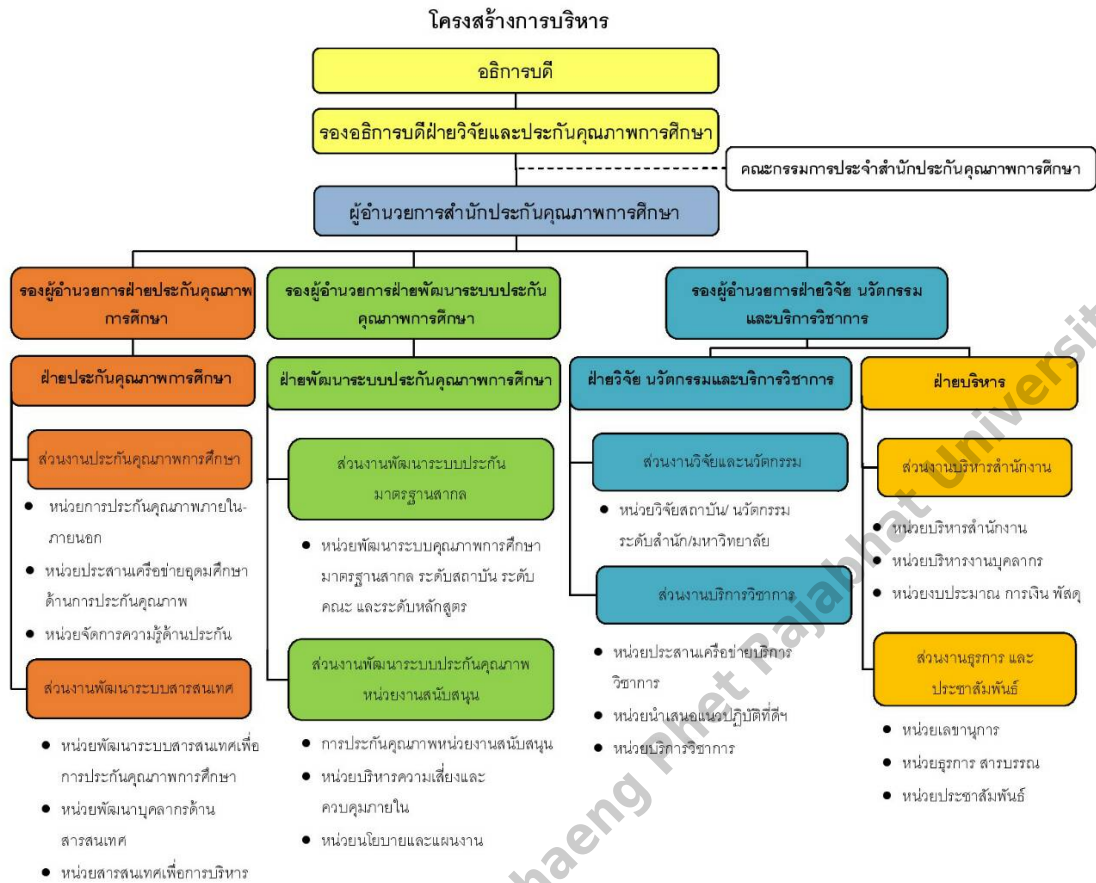 โครงสร้างการบริหาร
อธิการบดี
รองอธิการบดีฝ่ายวิจัยและประกันคุณภาพการศึกษา
คณะกรรมการประจำสำนักประกันคุณภาพการศึกษา
ผู้อำนวยการสำนักประกันคุณภาพการศึกษา
รองผู้อำนวยการฝ่ายประกันคุณภาพ
การศึกษา
ฝ่ายประกันคุณภาพการศึกษา
ส่วนงานประกันคุณภาพการศึกษา
● หน่วยการประกันคุณภาพภายใน-
ภายนอก
● หน่วยประสานเครือข่ายอุดมศึกษา
ด้านการประกันคุณภาพ
● หน่วยจัดการความรู้ด้านประกัน
ส่วนงานพัฒนาระบบสารสนเทศ
● หน่วยพัฒนาระบบสารสนเทศเพื่อ
การประกันคุณภาพการศึกษา
● หน่วยพัฒนาบุคลากรด้าน
สารสนเทศ
● หน่วยสารสนเทศเพื่อการบริหาร
รองผู้อำนวยการฝ่ายพัฒนาระบบประกัน
คุณภาพการศึกษา
ฝ่ายพัฒนาระบบประกันคุณภาพการศึกษา
ส่วนงานพัฒนาระบบประกัน
มาตรฐานสากล
● หน่วยพัฒนาระบบคุณภาพการศึกษา
มาตรฐานสากล ระดับสถาบัน ระดับ
คณะ และระดับหลักสูตร
ส่วนงานพัฒนาระบบประกันคุณภาพ
หน่วยงานสนับสนุน
● การประกันคุณภาพหน่วยงานสนับสนุน
● หน่วยบริหารความเสี่ยงและ
ควบคุมภายใน
● หน่วยนโยบายและแผนงาน
รองผู้อำนวยการฝ่ายวิจัย นวัตกรรม
และบริการวิชาการ
ฝ่ายวิจัย นวัตกรรมและบริการวิชาการ
ส่วนงานวิจัยและนวัตกรรม
● หน่วยวิจัยสถาบัน/ นวัตกรรม
ระดับสำนัก/มหาวิทยาลัย
ส่วนงานบริการวิชาการ
● หน่วยประสานเครือข่ายบริการ
วิชาการ
● หน่วยนำเสนอแนวปฏิบัติที่ดีฯ
● หน่วยบริการวิชาการ
ฝ่ายบริหาร
ส่วนงานบริหารสำนักงาน
● หน่วยบริหารสำนักงาน
● หน่วยบริหารงานบุคลากร
● หน่วยงบประมาณ การเงิน พัสดุ
ส่วนงานธุรการ และ
ประชาสัมพันธ์
● หน่วยเลขานุการ
● หน่วยธุรการ สารบรรณ
● หน่วยประชาสัมพันธ์
haeng Phet Rajabhat Universit